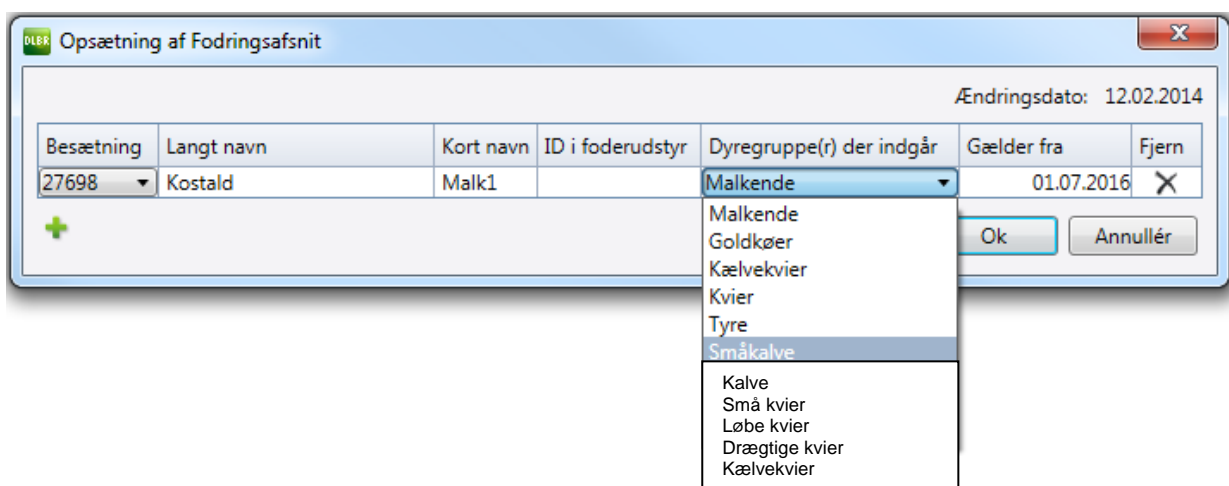 DLBR Opsætning af Fodringsafsnit
x
Ændringsdato: 12.02.2014
Besætning Langt navn Kort navn ID i foderudstyr Dyregruppe(r) der indgår Gælder fra Fjern
27698 Kostald Malk1 Malkende 01.07.2016
Malkende
Goldkøer
Kælvekvier
Kvier
Tyre
Småkalve
Kalve
Små kvier
Løbe kvier
Drægtige kvier
Kælvekvier
Ok Annullér